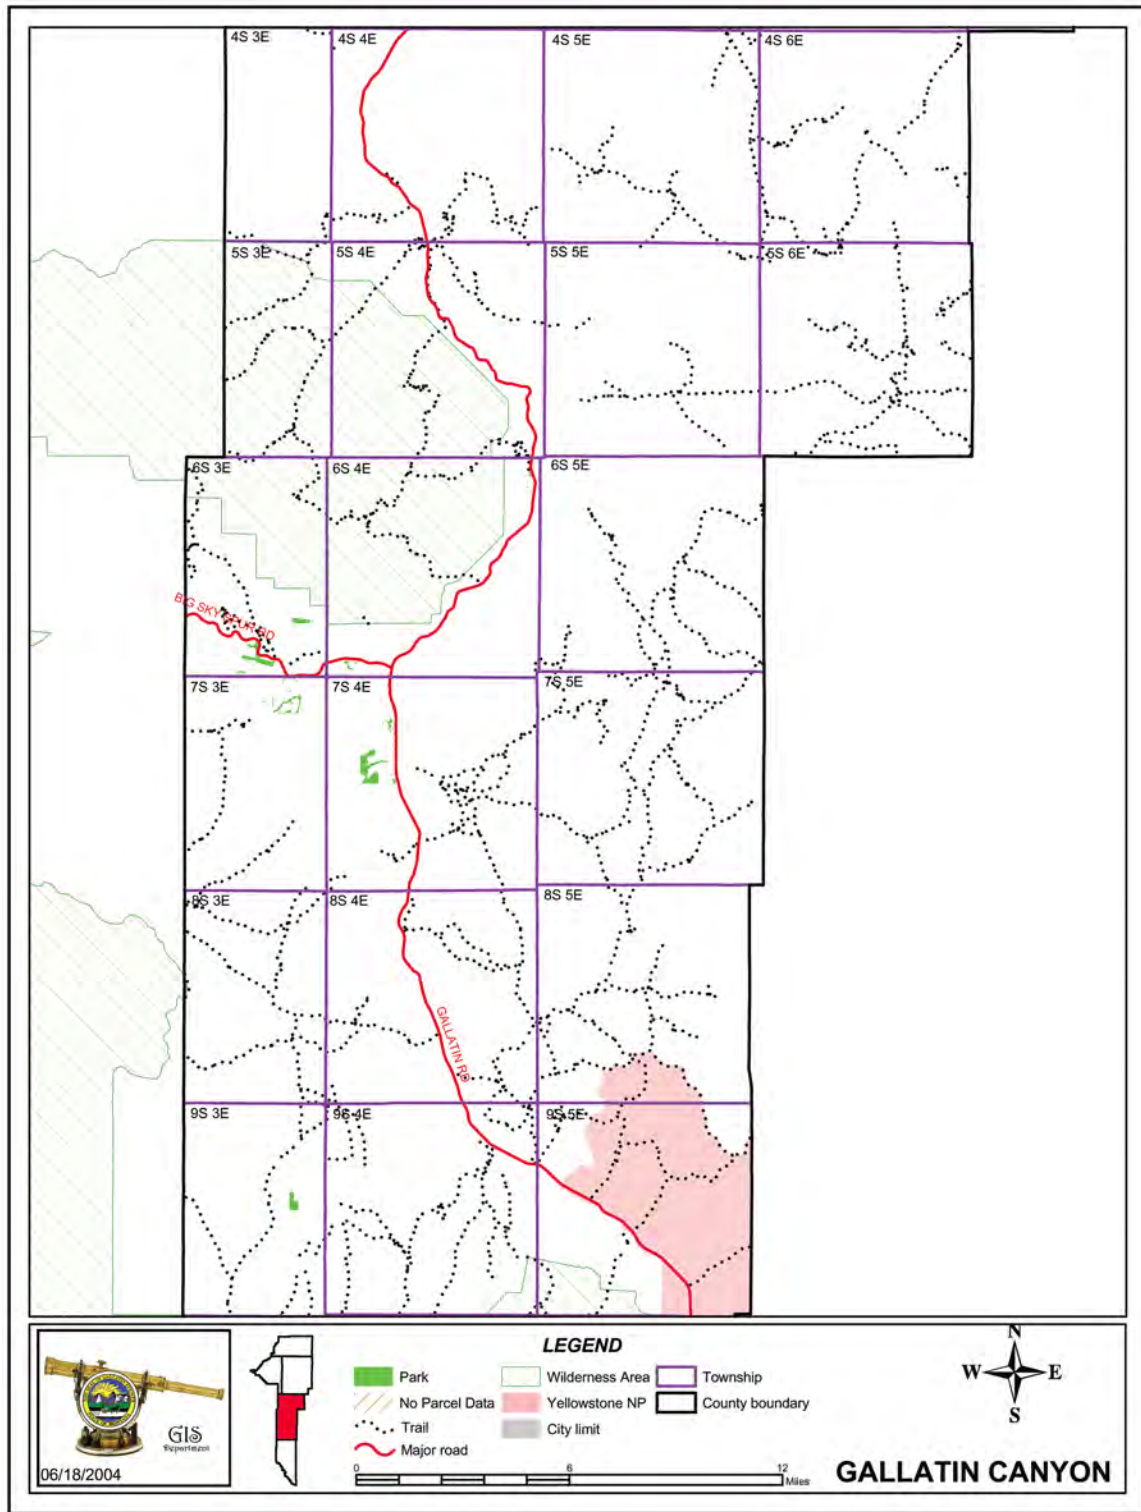 4S 3E
4S 4E
4S 5E
4S 6E
5S 3E
5S 4E
5S 5E
5S 6E
6S 3E
6S 4E
6S 5E
BIG SKY SPUR RD
7S 3E
7S 4E
7S 5E
8S 3E
8S 4E
8S 5E
GALLATIN RD
9S 3E
9S 4E
9S 5E
LEGEND
Park
Wilderness Area
Township
No Parcel Data
Yellowstone NP
County boundary
Trail
City limit
Major road
0 6 12
Miles
N
W E
S
GIS
Department
06/18/2004
GALLATIN CANYON